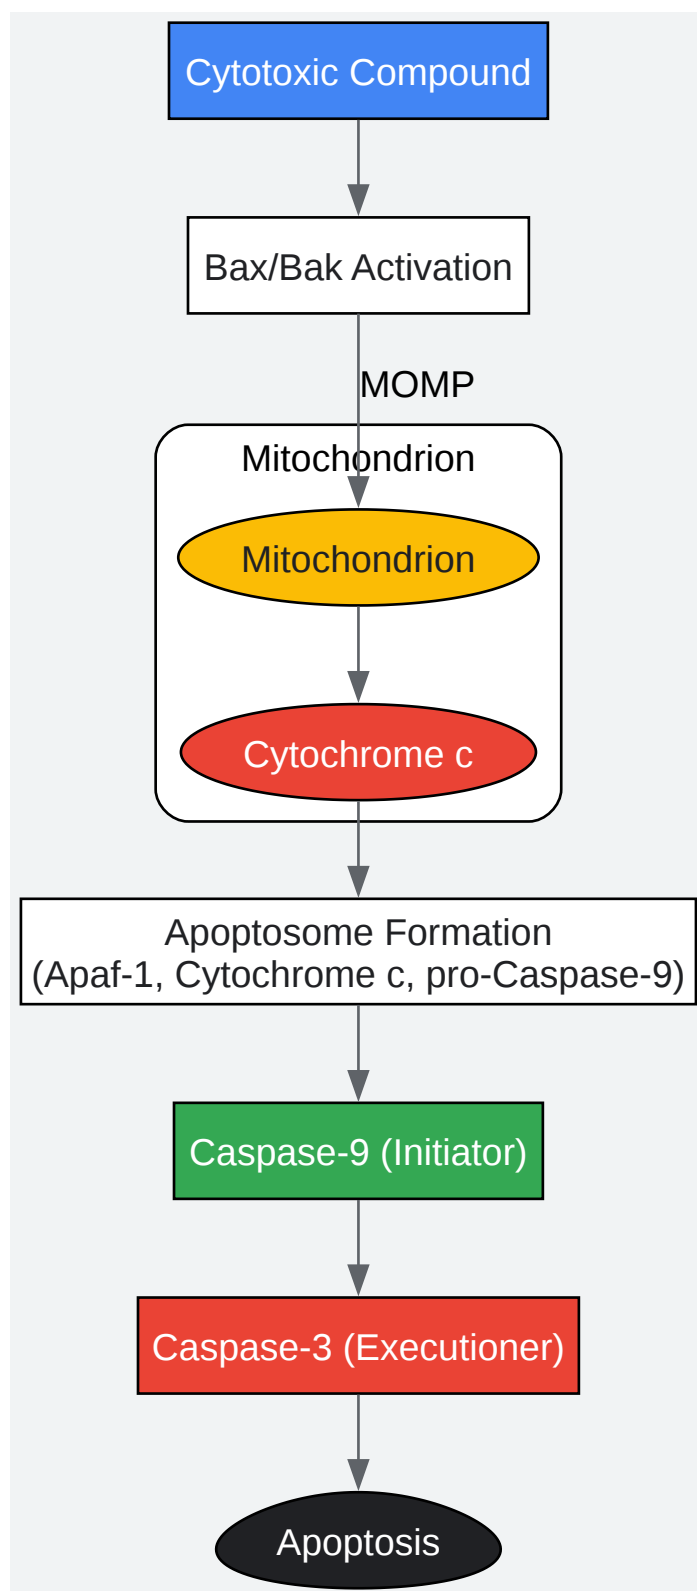 Cytotoxic Compound
Bax/Bak Activation
MOMP
Mitochondrion
Mitochondrion
Cytochrome c
Apoptosome Formation
(Apaf-1, Cytochrome c, pro-Caspase-9)
Caspase-9 (Initiator)
Caspase-3 (Executioner)
Apoptosis